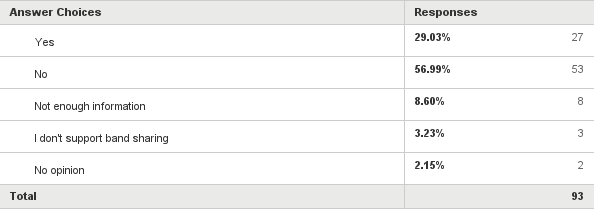 Answer Choices Responses
Yes 29.03% 27
No 56.99% 53
Not enough information 8.60% 8
I don't support band sharing 3.23% 3
No opinion 2.15% 2
Total 93